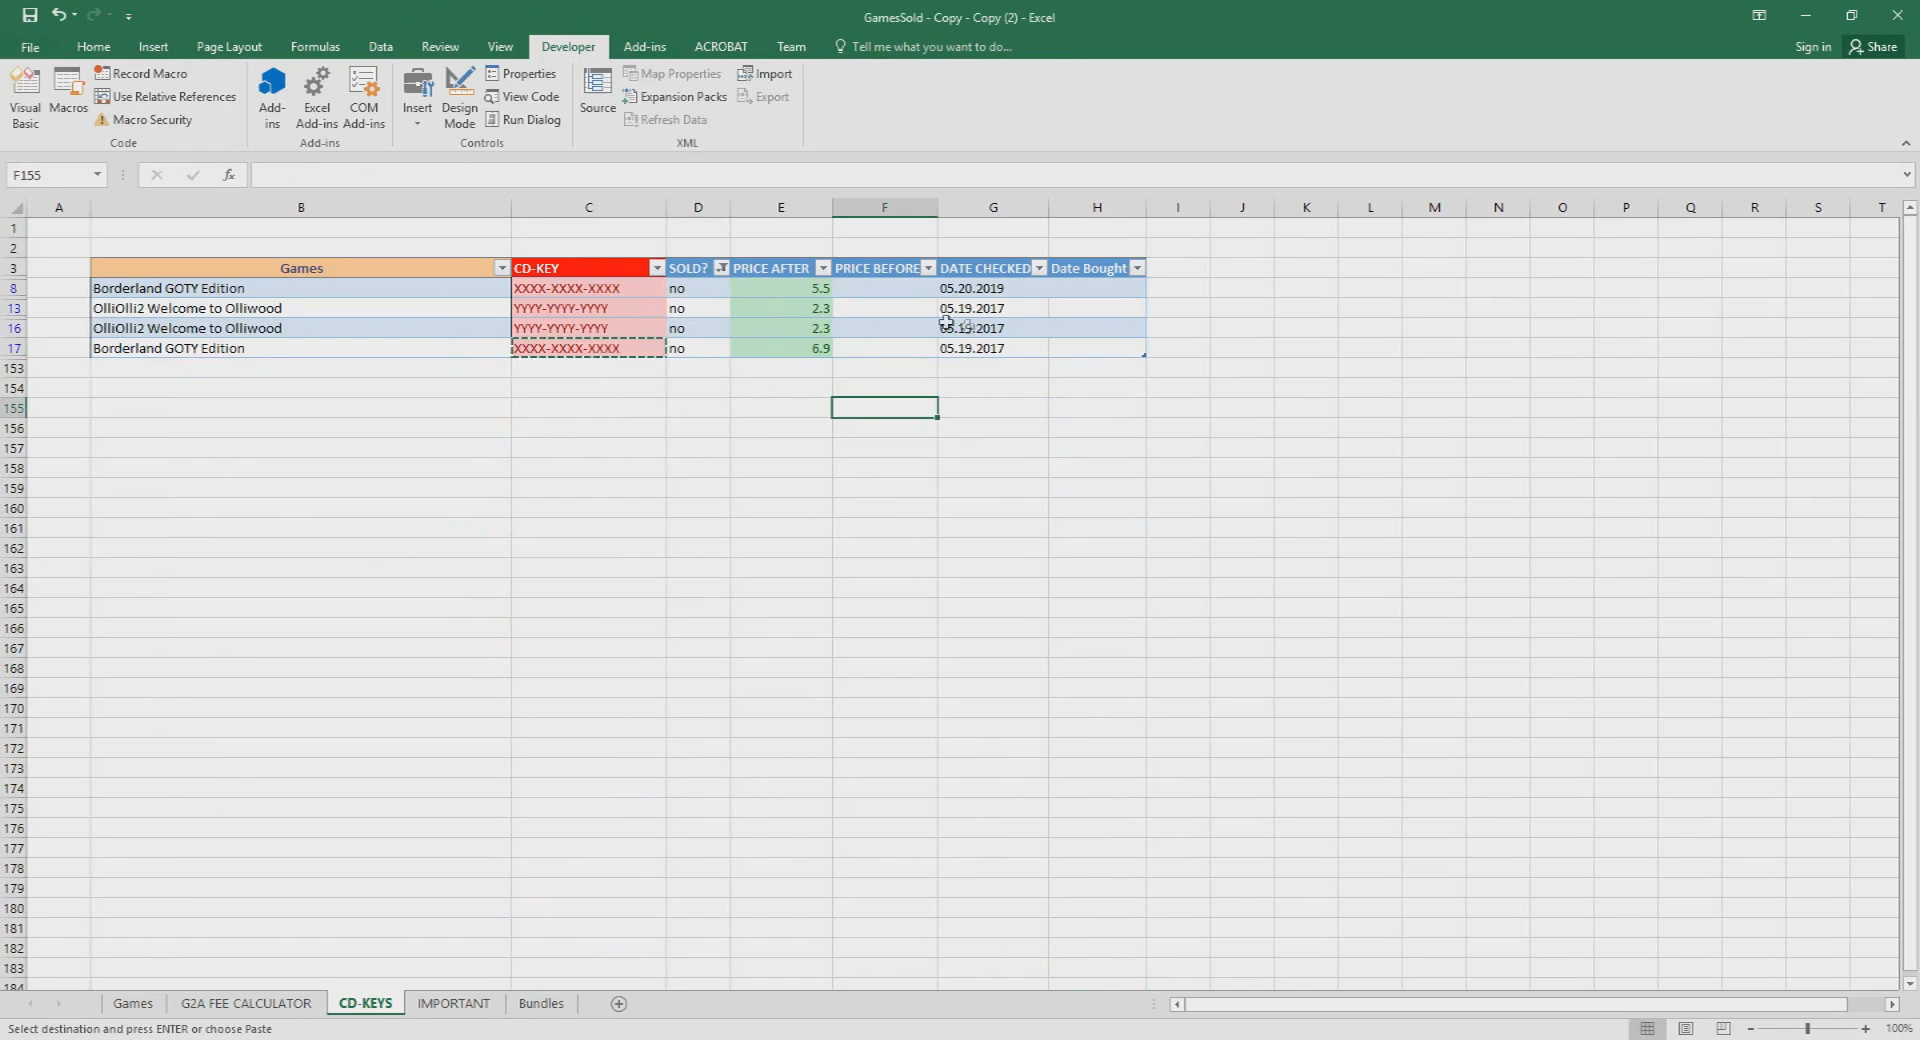 GamesSold - Copy - Copy (2) - Excel
File Home Insert Page Layout Formulas Data Review View Developer Add-ins ACROBAT Team Tell me what you want to do... Sign in Share
Visual Basic
Macros
Record Macro
Use Relative References
Macro Security
Code
Add-ins
Excel Add-ins
COM Add-ins
Add-ins
Insert
Design Mode
Properties
View Code
Run Dialog
Controls
Source
Map Properties
Expansion Packs
Refresh Data
Import
Export
XML
F155 fx
A B C D E F G H I J K L M N O P Q R S T
1
2
3 Games CD-KEY SOLD? PRICE AFTER PRICE BEFORE DATE CHECKED Date Bought
8 Borderland GOTY Edition XXXX-XXXX-XXXX no 5.5 05.20.2019
13 OlliOlli2 Welcome to Olliwood YYYY-YYYY-YYYY no 2.3 05.19.2017
16 OlliOlli2 Welcome to Olliwood YYYY-YYYY-YYYY no 2.3 05.19.2017
17 Borderland GOTY Edition XXXX-XXXX-XXXX no 6.9 05.19.2017
153
154
155
156
157
158
159
160
161
162
163
164
165
166
167
168
169
170
171
172
173
174
175
176
177
178
179
180
181
182
183
184
Games G2A FEE CALCULATOR CD-KEYS IMPORTANT Bundles
Select destination and press ENTER or choose Paste 100%